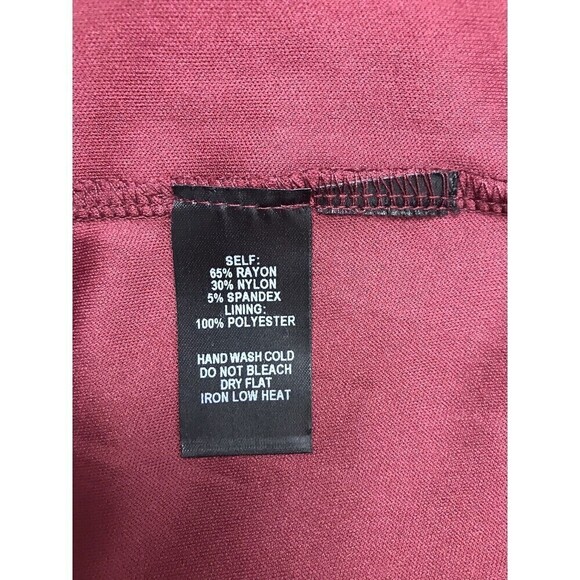 SELF:
65% RAYON
30% NYLON
5% SPANDEX
LINING:
100% POLYESTER
HAND WASH COLD
DO NOT BLEACH
DRY FLAT
IRON LOW HEAT